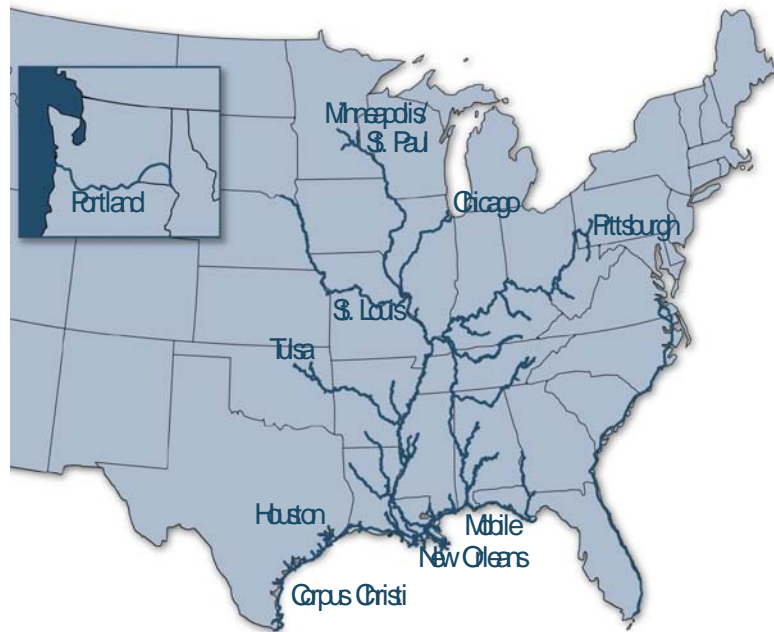 Minneapolis/
St. Paul
Portland
Chicago
Pittsburgh
St. Louis
Tulsa
Houston
Mobile
New Orleans
Corpus Christi